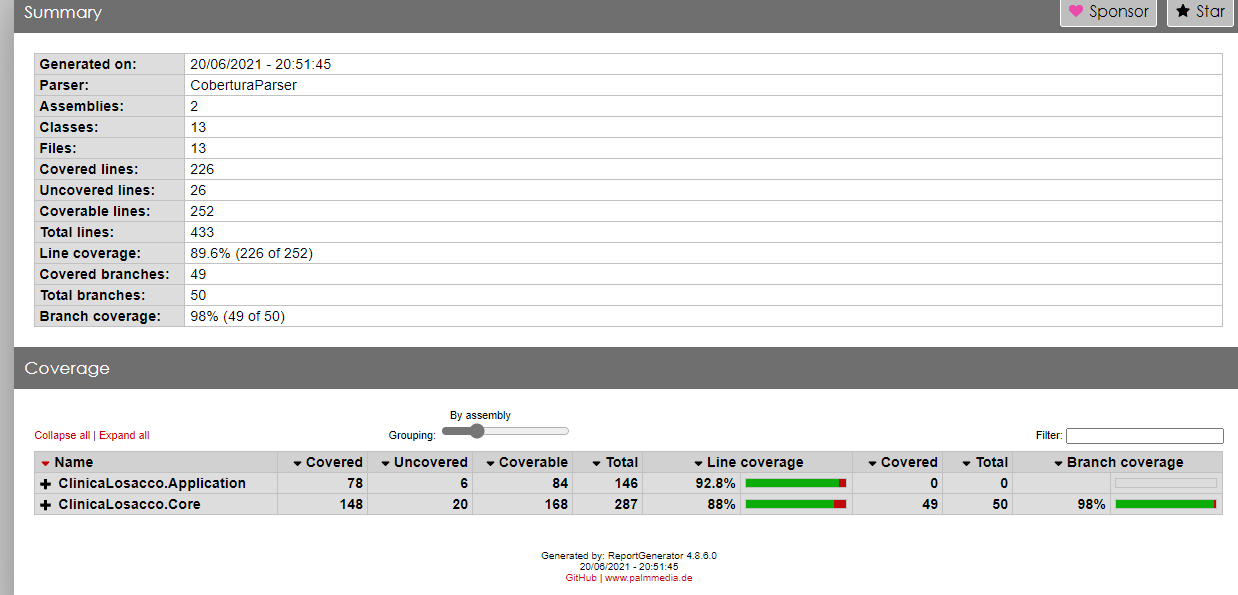 Summary
Sponsor
Star
Generated on: 20/06/2021 - 20:51:45
Parser: CoberturaParser
Assemblies: 2
Classes: 13
Files: 13
Covered lines: 226
Uncovered lines: 26
Coverable lines: 252
Total lines: 433
Line coverage: 89.6% (226 of 252)
Covered branches: 49
Total branches: 50
Branch coverage: 98% (49 of 50)
Coverage
By assembly
Collapse all | Expand all
Grouping:
Filter:
Name Covered Uncovered Coverable Total Line coverage Covered Total Branch coverage
ClinicaLosacco.Application 78 6 84 146 92.8% 0 0
ClinicaLosacco.Core 148 20 168 287 88% 49 50 98%
Generated by: ReportGenerator 4.8.6.0
20/06/2021 - 20:51:45
GitHub | www.palmmedia.de